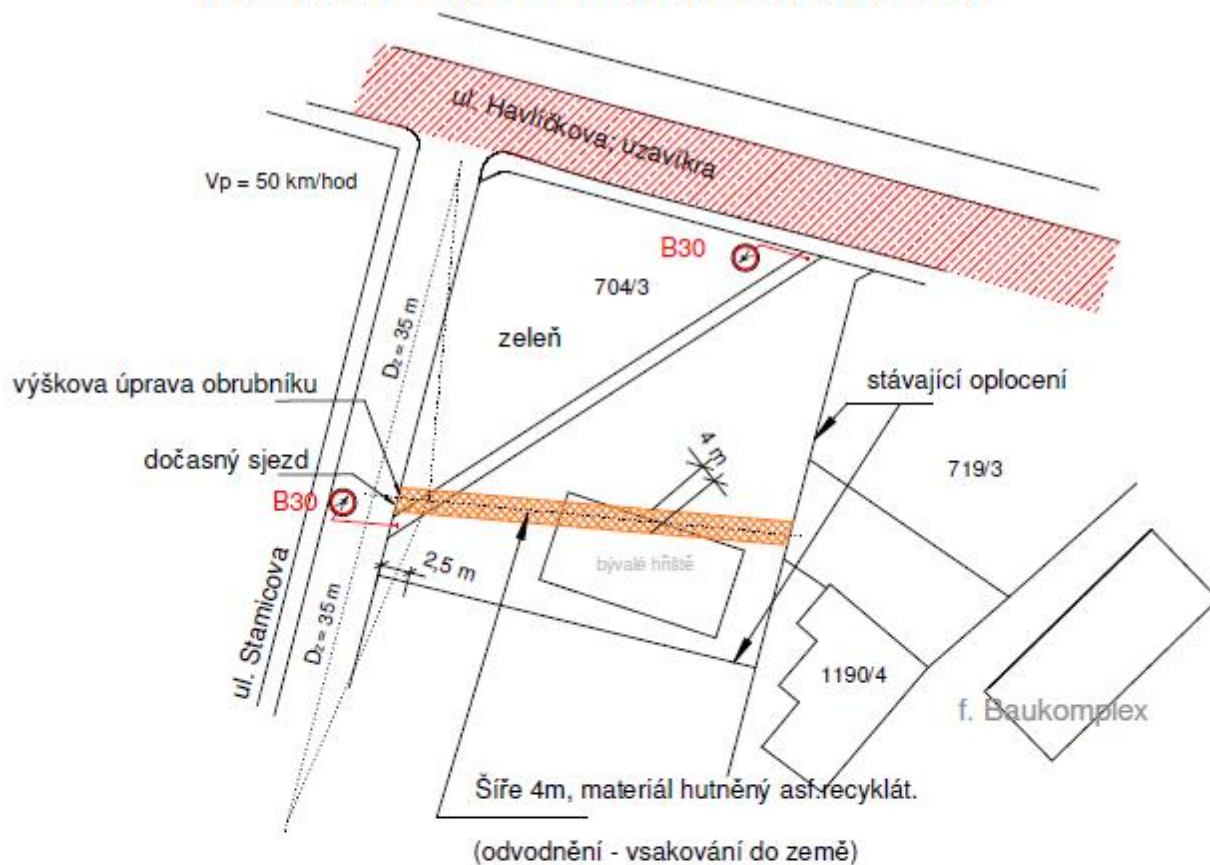 ul. Havlíčkova; uzavíkra
Vp = 50 km/hod
B30
704/3
Dz = 35 m
zeleň
výškova úprava obrubníku
stávající oplocení
4 m
719/3
dočasný sjezd
B30
2,5 m
bývalé hřiště
ul. Stamicova
Dz = 35 m
1190/4
f. Baukomplex
Šíře 4m, materiál hutněný asf.recyklát.
(odvodnění - vsakování do země)